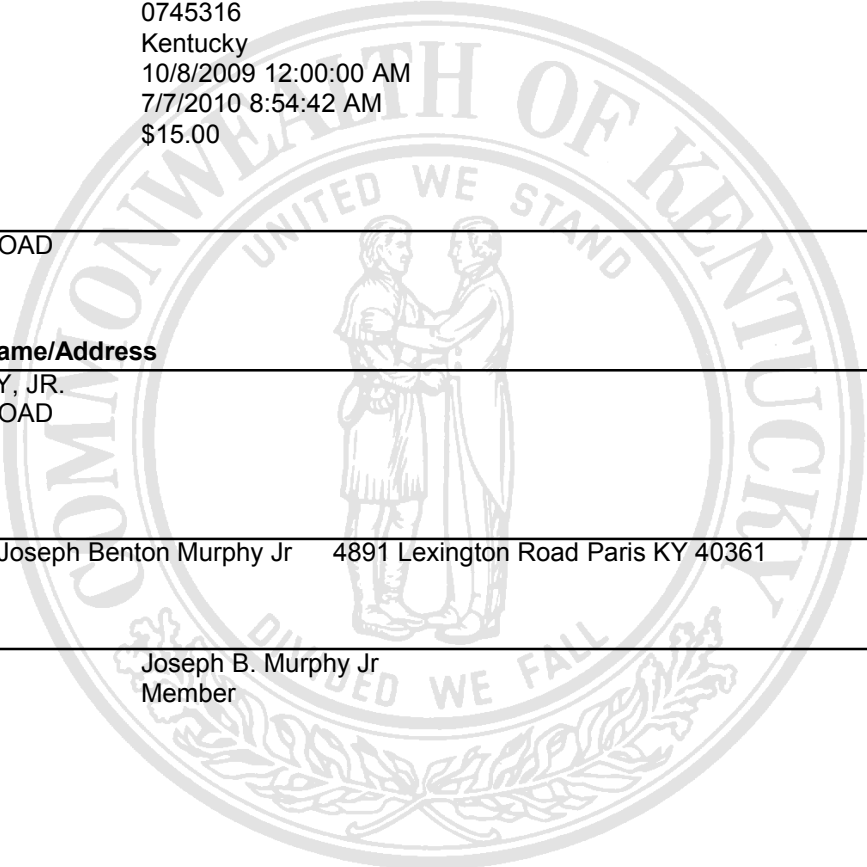 0745316
Kentucky
10/8/2009 12:00:00 AM
7/7/2010 8:54:42 AM
$15.00
OAD
ame/Address
Y, JR.
OAD
Joseph Benton Murphy Jr 4891 Lexington Road Paris KY 40361
Joseph B. Murphy Jr
Member
COMMONWEALTH OF KENTUCKY
UNITED WE STAND
DIVIDED WE FALL